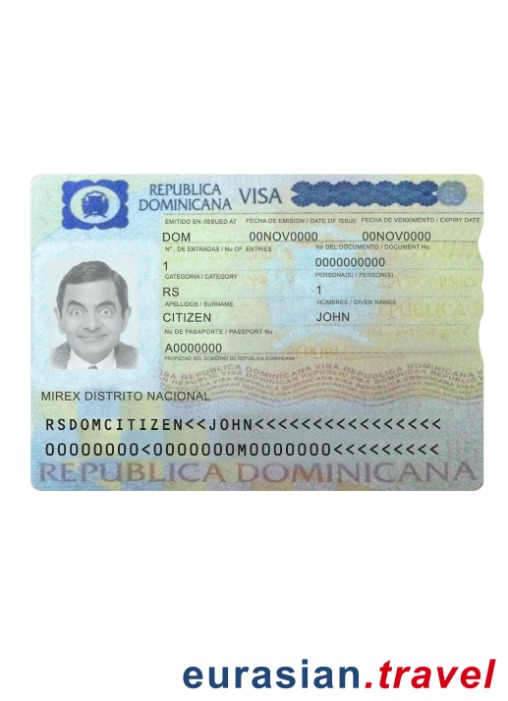 REPUBLICA DOMINICANA VISA
EMITIDO EN /ISSUED AT FECHA DE EMISION / DATE OF ISSUE FECHA DE VENXIMENTO / EXPIRY DATE
DOM 00NOV0000 00NOV0000
N°. DE ENTRADAS / No OF ENTRIES No DEL DOCUMENTO / DOCUMENT No
1 0000000000
CATEGORIA / CATEGORY PERSONA(S) / PERSON(S)
RS 1
APELLIDOS / SURNAME NOMBRES / GIVEN NAMES
CITIZEN JOHN
No DE PASAPORTE / PASSPORT No
A0000000
PROPIEDAD DEL GOBIERNO DE REPUBLICA DOMINICANA
MIREX DISTRITO NACIONAL
RSDOMCITIZEN<<JOHN<<<<<<<<<<<<<<<<<
00000000<0000000M0000000<<<<<<<<<
REPUBLICA DOMINICANA
eurasian.travel